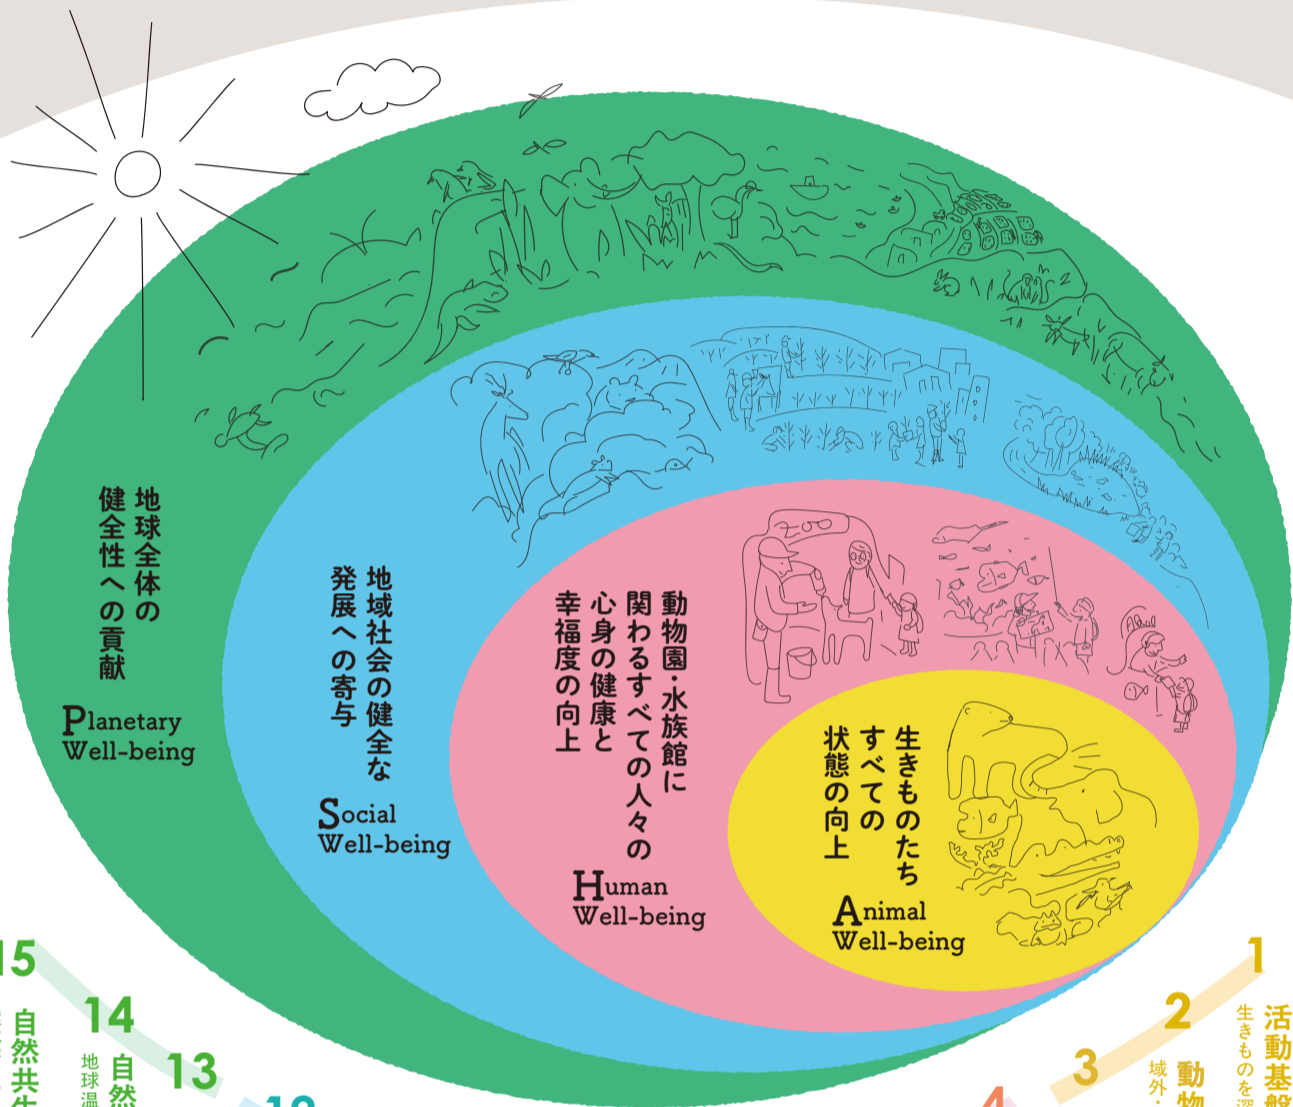 地球全体の
健全性への貢献
Planetary
Well-being
地域社会の健全な
発展への寄与
Social
Well-being
動物園・水族館に
関わるすべての人々の
心身の健康と
幸福度の向上
Human
Well-being
生きものたち
すべての
状態の向上
Animal
Well-being
15
自然共生
14
自然
地球温
13
12
1
活動基盤
生きものを深
2
動物
域外・
3
4